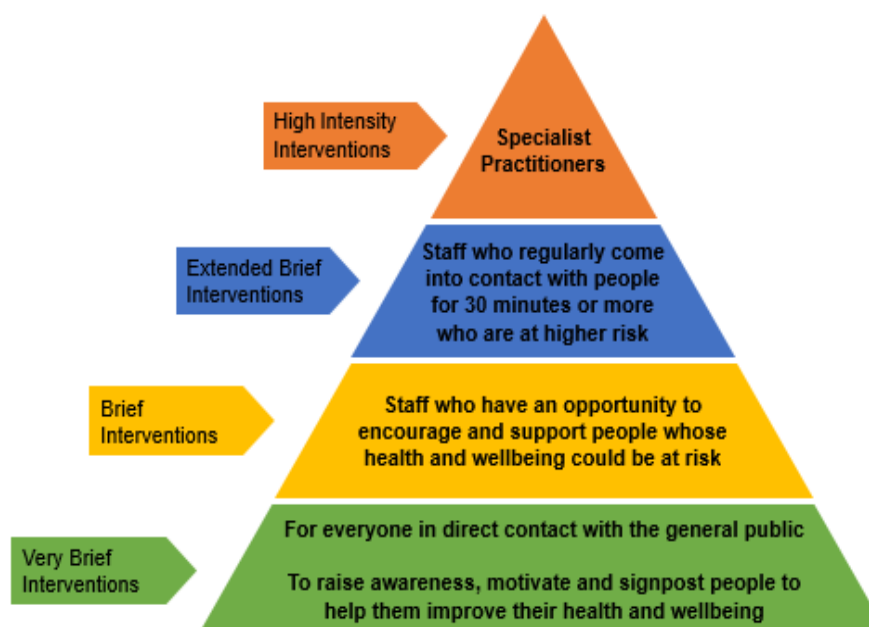 High Intensity
Interventions
Specialist
Practitioners
Extended Brief
Interventions
Staff who regularly come
into contact with people
for 30 minutes or more
who are at higher risk
Brief
Interventions
Staff who have an opportunity to
encourage and support people whose
health and wellbeing could be at risk
Very Brief
Interventions
For everyone in direct contact with the general public
To raise awareness, motivate and signpost people to
help them improve their health and wellbeing